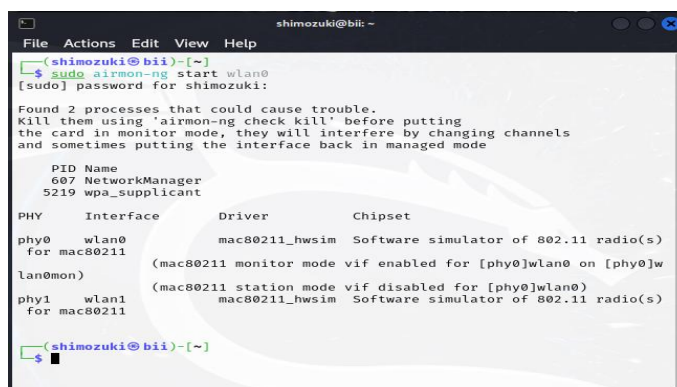 shimozuki@bii: ~
File Actions Edit View Help
┌──(shimozuki㉿bii)-[~]
└─$ sudo airmon-ng start wlan0
[sudo] password for shimozuki:
Found 2 processes that could cause trouble.
Kill them using 'airmon-ng check kill' before putting
the card in monitor mode, they will interfere by changing channels
and sometimes putting the interface back in managed mode
PID Name
607 NetworkManager
5219 wpa_supplicant
PHY Interface Driver Chipset
phy0 wlan0 mac80211_hwsim Software simulator of 802.11 radio(s)
for mac80211
(mac80211 monitor mode vif enabled for [phy0]wlan0 on [phy0]w
lan0mon)
(mac80211 station mode vif disabled for [phy0]wlan0)
phy1 wlan1 mac80211_hwsim Software simulator of 802.11 radio(s)
for mac80211
┌──(shimozuki㉿bii)-[~]
└─$